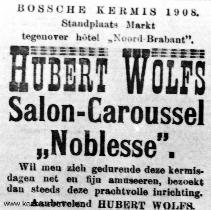 BOSSCHE KERMIS 1908.
Standplaats Markt
tegenover hôtel „Noord-Brabant".
HUBERT WOLFS
Salon-Caroussel
„Noblesse".
Wil men zich gedurende deze kermis-
dagen net en fijn amuseeren, bezoekt
dan steeds deze prachtvolle inrichting.
Aanbevelend HUBERT WOLFS.